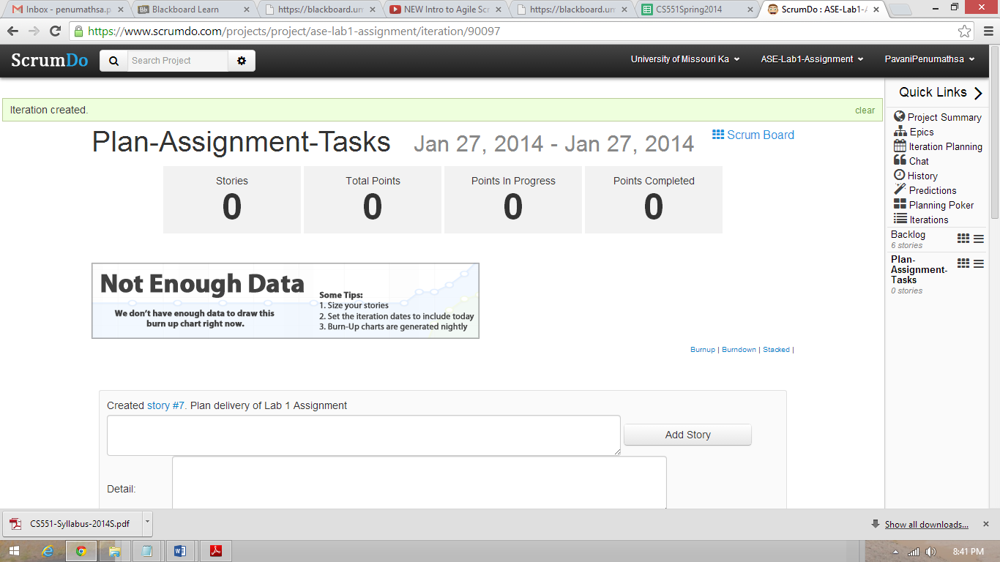 Inbox - penumathsa.p
Blackboard Learn
https://blackboard.um
NEW Intro to Agile Scr
https://blackboard.um
CS551Spring2014
ScrumDo : ASE-Lab1-A
https://www.scrumdo.com/projects/project/ase-lab1-assignment/iteration/90097
ScrumDo
Search Project
University of Missouri Ka
ASE-Lab1-Assignment
PavaniPenumathsa
Iteration created.
clear
Plan-Assignment-Tasks Jan 27, 2014 - Jan 27, 2014
Scrum Board
Stories
0
Total Points
0
Points In Progress
0
Points Completed
0
Not Enough Data
We don't have enough data to draw this
burn up chart right now.
Some Tips:
1. Size your stories
2. Set the iteration dates to include today
3. Burn-Up charts are generated nightly
Burnup | Burndown | Stacked |
Created story #7. Plan delivery of Lab 1 Assignment
Add Story
Detail:
Quick Links
Project Summary
Epics
Iteration Planning
Chat
History
Predictions
Planning Poker
Iterations
Backlog
6 stories
Plan-
Assignment-
Tasks
0 stories
CS551-Syllabus-2014S.pdf
Show all downloads...
8:41 PM